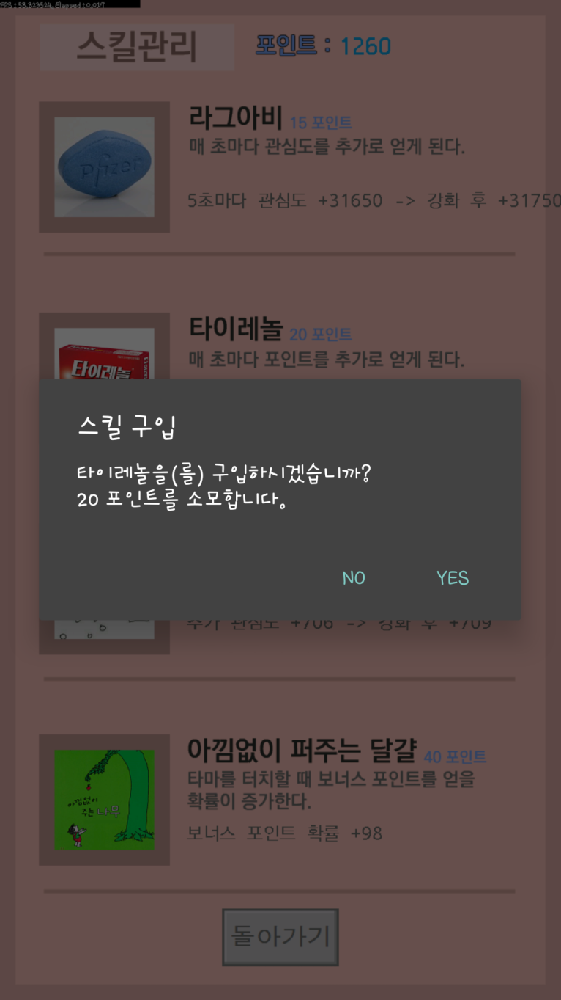 FPS : 58.823524, Elapsed : 0.017
스킬관리
포인트 : 1260
라그아비 15 포인트
매 초마다 관심도를 추가로 얻게 된다.
Pfizer
5초마다 관심도 +31650 -> 강화 후 +31750
타이레놀 20 포인트
매 초마다 포인트를 추가로 얻게 된다.
타이레놀
스킬 구입
타이레놀을(를) 구입하시겠습니까?
20 포인트를 소모합니다.
NO YES
추가 관심도 +706 -> 강화 후 +709
아낌없이 퍼주는 달걀 40 포인트
타마를 터치할 때 보너스 포인트를 얻을
확률이 증가한다.
아낌없이
주는 나무
보너스 포인트 확률 +98
돌아가기